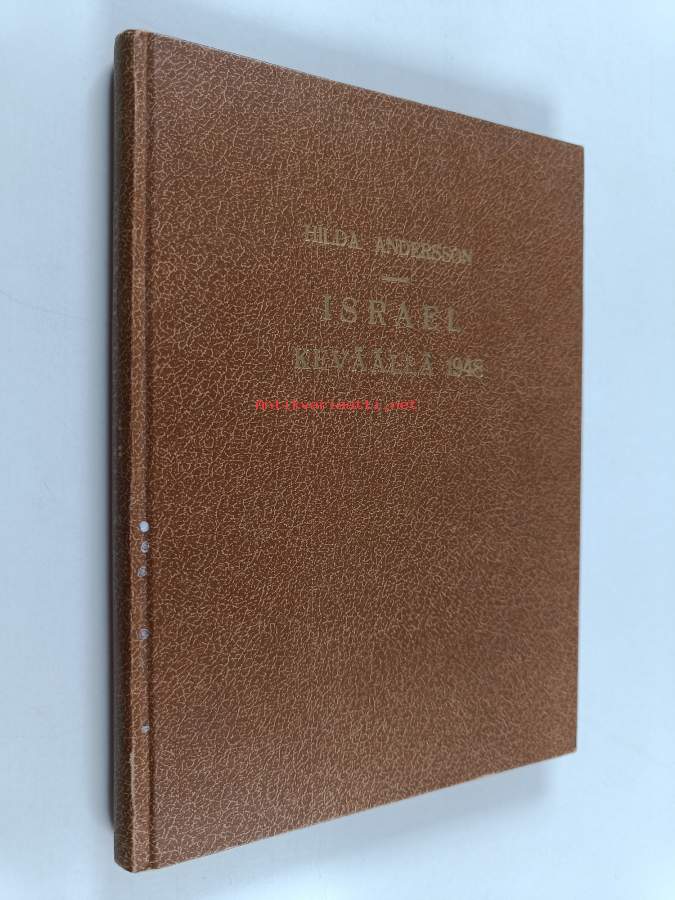 HILDA ANDERSSON
ISRAEL
KEVÄÄLLÄ 1948
Antikvariaatti.net